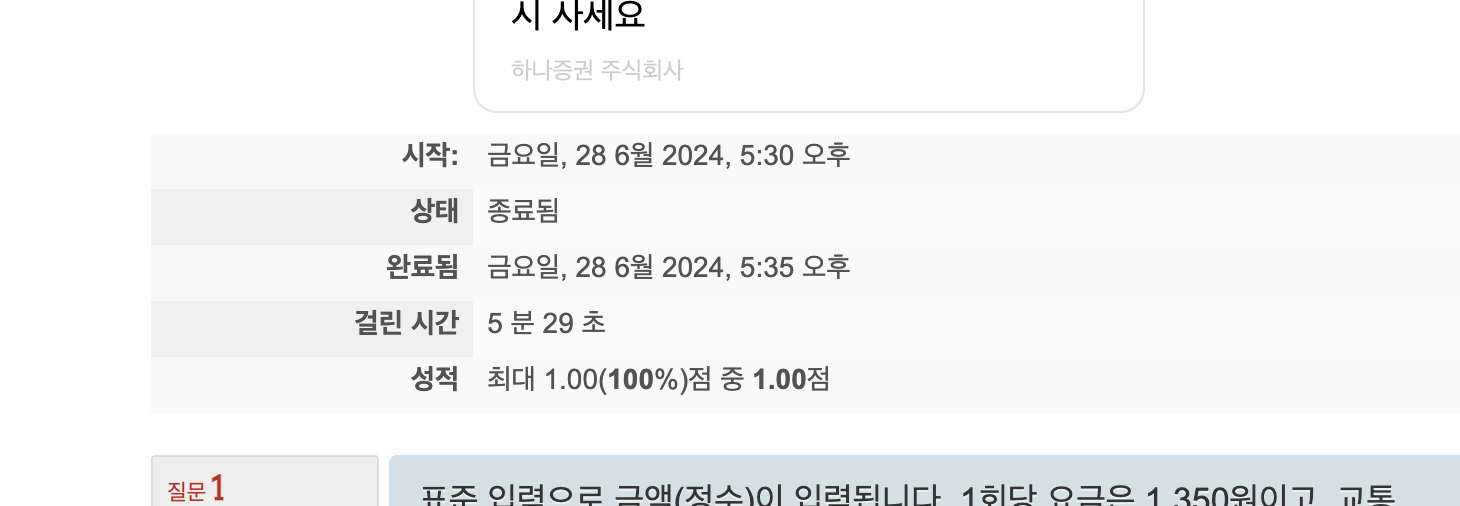 시 사세요
하나증권 주식회사
시작: 금요일, 28 6월 2024, 5:30 오후
상태 종료됨
완료됨 금요일, 28 6월 2024, 5:35 오후
걸린 시간 5 분 29 초
성적 최대 1.00(100%)점 중 1.00점
질문 1
표준 입력으로 금액(정수)이 입력됩니다. 1회당 요금은 1,350원이고, 교통